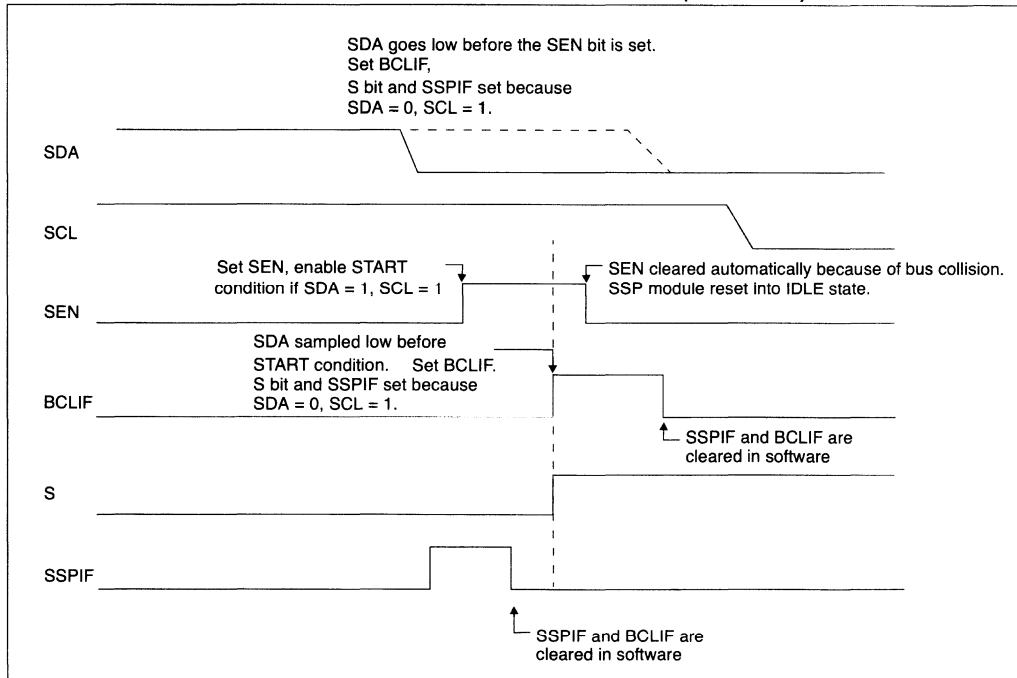 SDA goes low before the SEN bit is set.
Set BCLIF,
S bit and SSPIF set because
SDA = 0, SCL = 1.
SDA
SCL
Set SEN, enable START
condition if SDA = 1, SCL = 1
SEN cleared automatically because of bus collision.
SSP module reset into IDLE state.
SEN
SDA sampled low before
START condition. Set BCLIF.
S bit and SSPIF set because
SDA = 0, SCL = 1.
BCLIF
SSPIF and BCLIF are
cleared in software
S
SSPIF
SSPIF and BCLIF are
cleared in software